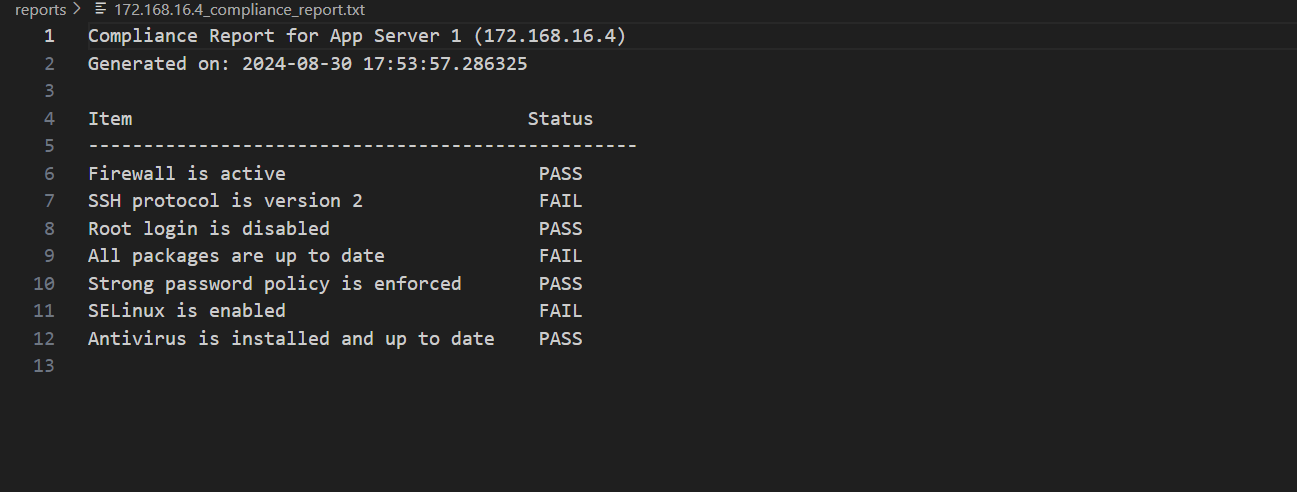 reports > 172.168.16.4_compliance_report.txt
1 Compliance Report for App Server 1 (172.168.16.4)
2 Generated on: 2024-08-30 17:53:57.286325
3
4 Item                                    Status
5 --------------------------------------------------
6 Firewall is active                       PASS
7 SSH protocol is version 2                FAIL
8 Root login is disabled                   PASS
9 All packages are up to date              FAIL
10 Strong password policy is enforced       PASS
11 SELinux is enabled                       FAIL
12 Antivirus is installed and up to date    PASS
13